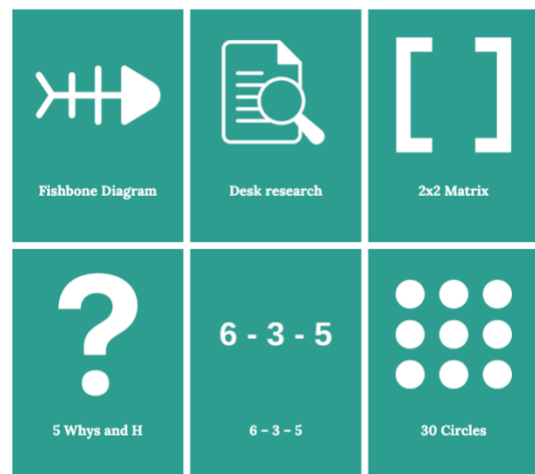 Fishbone Diagram
Desk research
2x2 Matrix
?
6 - 3 - 5
5 Whys and H
6 – 3 – 5
30 Circles